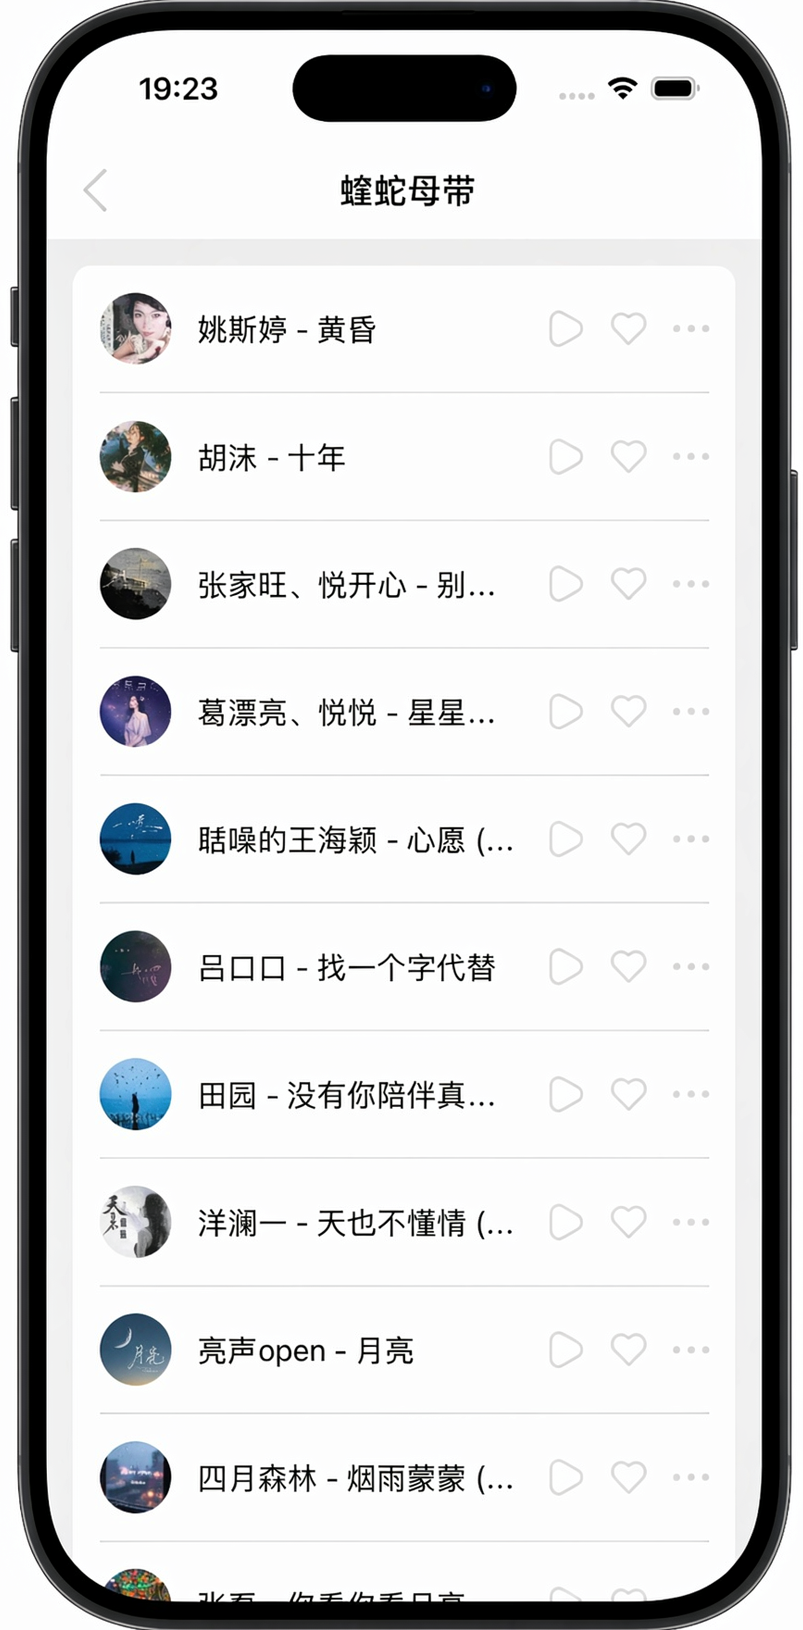 19:23
蝰蛇母带
姚斯婷 - 黄昏
胡沫 - 十年
张家旺、悦开心 - 别...
葛漂亮、悦悦 - 星星...
聒噪的王海颖 - 心愿 (...
吕口口 - 找一个字代替
田园 - 没有你陪伴真...
洋澜一 - 天也不懂情 (...
亮声open - 月亮
四月森林 - 烟雨蒙蒙 (...